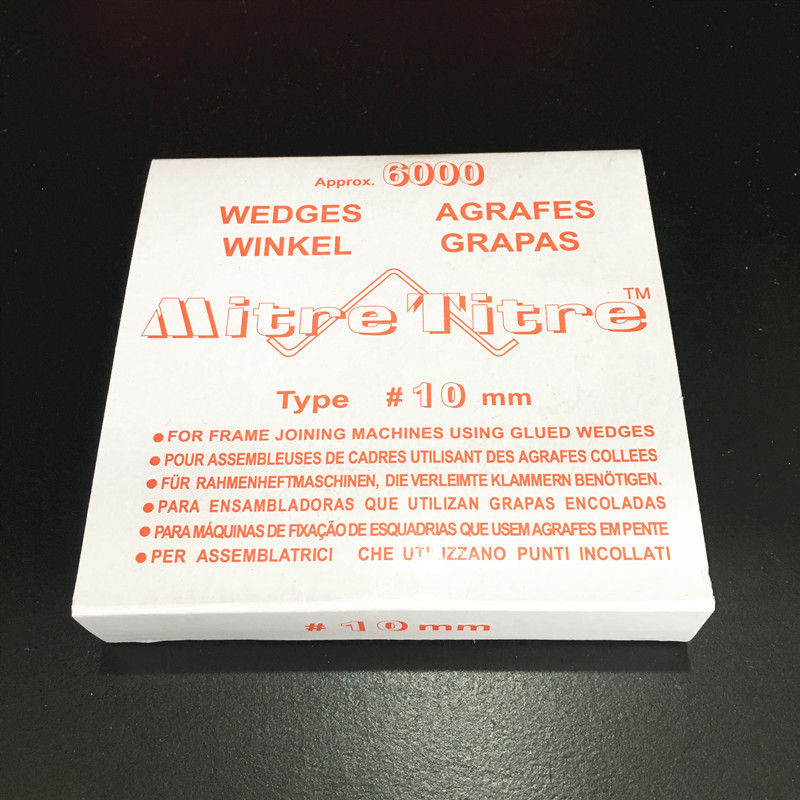 Approx. 6000
WEDGES AGRAFES
WINKEL GRAPAS
Mitre Titre™
Type # 10 mm
● FOR FRAME JOINING MACHINES USING GLUED WEDGES
● POUR ASSEMBLEUSES DE CADRES UTILISANT DES AGRAFES COLLEES
● FÜR RAHMENHEFTMASCHINEN, DIE VERLEIMTE KLAMMERN BENÖTIGEN.
● PARA ENSAMBLADORAS QUE UTILIZAN GRAPAS ENCOLADAS
● PARA MÁQUINAS DE FIXAÇÃO DE ESQUADRIAS QUE USEM AGRAFES EM PENTE
● PER ASSEMBLATRICI CHE UTILIZZANO PUNTI INCOLLATI
# 10 mm